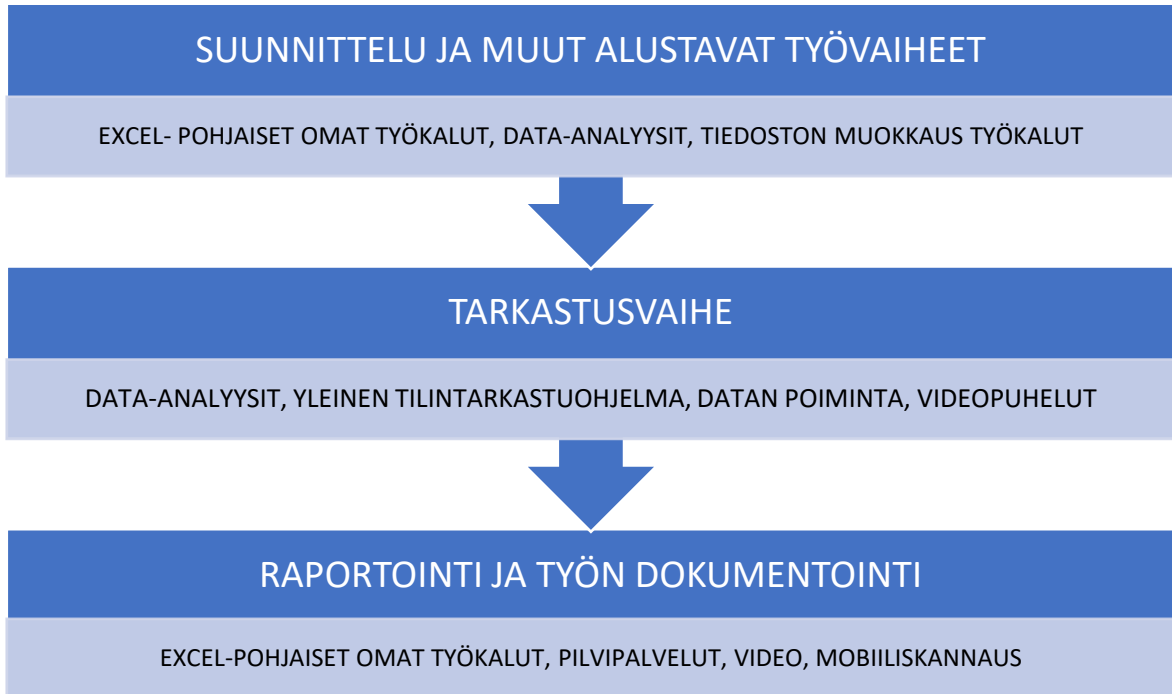 SUUNNITTELU JA MUUT ALUSTAVAT TYÖVAIHEET
EXCEL- POHJAISET OMAT TYÖKALUT, DATA-ANALYYSIT, TIEDOSTON MUOKKAUS TYÖKALUT
TARKASTUSVAIHE
DATA-ANALYYSIT, YLEINEN TILINTARKASTUOHJELMA, DATAN POIMINTA, VIDEOPUHELUT
RAPORTOINTI JA TYÖN DOKUMENTOINTI
EXCEL-POHJAISET OMAT TYÖKALUT, PILVIPALVELUT, VIDEO, MOBIILISKANNAUS